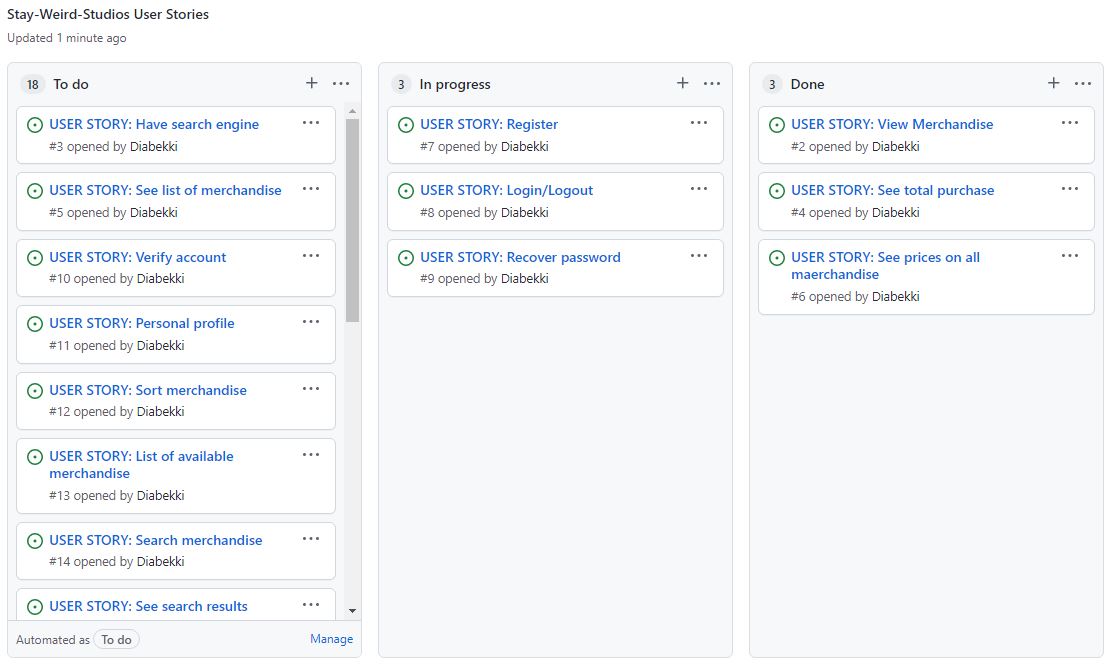 Stay-Weird-Studios User Stories
Updated 1 minute ago
18 To do
USER STORY: Have search engine
#3 opened by Diabekki
USER STORY: See list of merchandise
#5 opened by Diabekki
USER STORY: Verify account
#10 opened by Diabekki
USER STORY: Personal profile
#11 opened by Diabekki
USER STORY: Sort merchandise
#12 opened by Diabekki
USER STORY: List of available
merchandise
#13 opened by Diabekki
USER STORY: Search merchandise
#14 opened by Diabekki
USER STORY: See search results
Automated as To do
Manage
3 In progress
USER STORY: Register
#7 opened by Diabekki
USER STORY: Login/Logout
#8 opened by Diabekki
USER STORY: Recover password
#9 opened by Diabekki
3 Done
USER STORY: View Merchandise
#2 opened by Diabekki
USER STORY: See total purchase
#4 opened by Diabekki
USER STORY: See prices on all
maerchandise
#6 opened by Diabekki